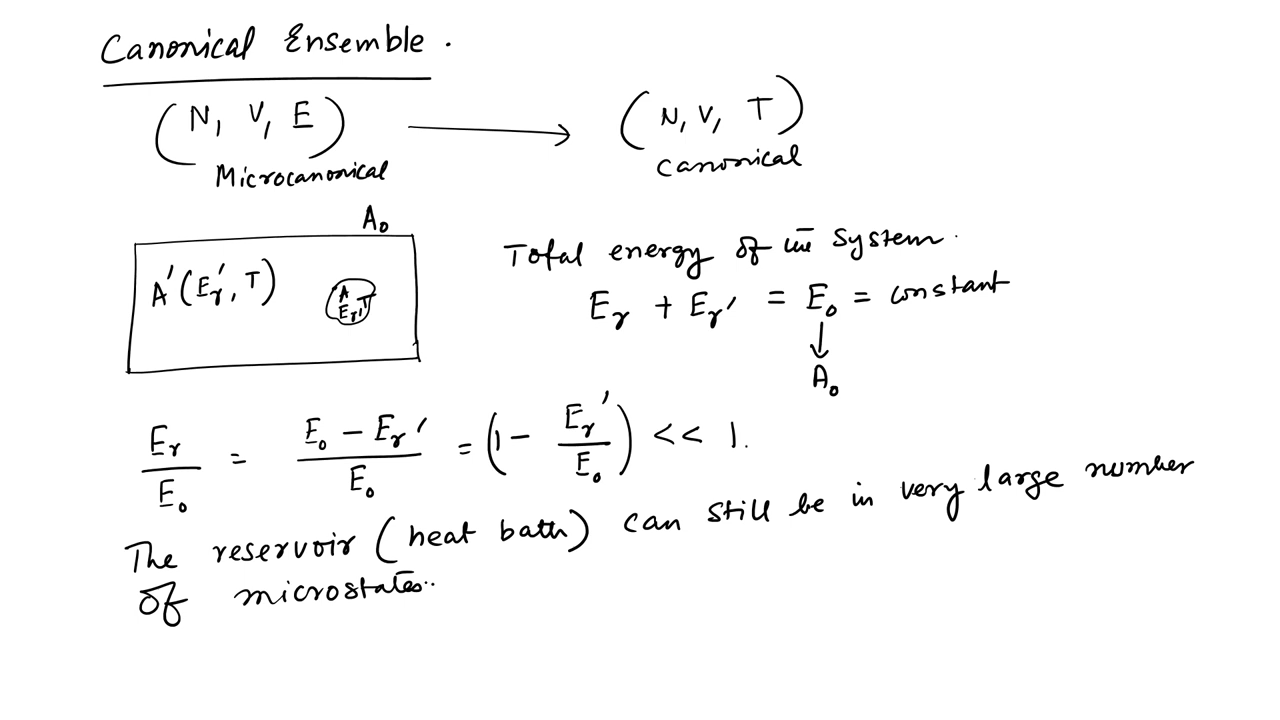 Canonical Ensemble.
(N, V, E) ⟶ (N, V, T)
Microcanonical canonical
A₀
A′(Eᵣ′, T)
A
Eᵣ, T
Total energy of the system.
Eᵣ + Eᵣ′ = E₀ = constant
↓
A₀
Eᵣ/E₀ = (E₀ − Eᵣ′)/E₀ = (1 − Eᵣ′/E₀) << 1.
The reservoir (heat bath) can still be in very large number
of microstates..